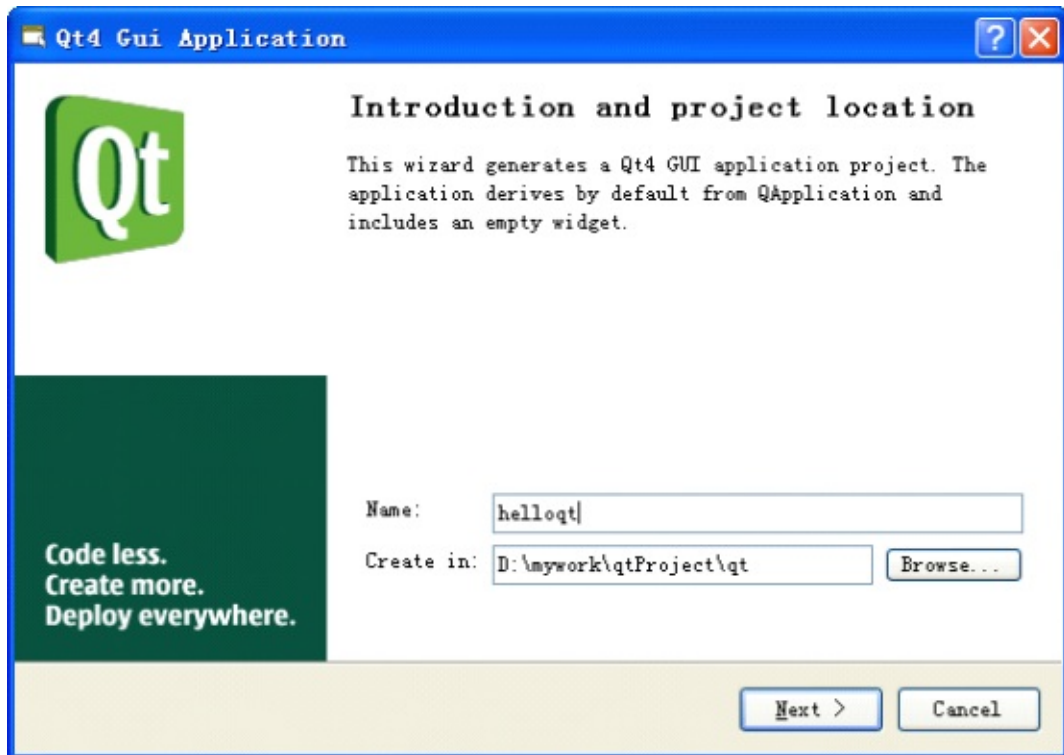 Qt4 Gui Application
Qt
Introduction and project location
This wizard generates a Qt4 GUI application project. The
application derives by default from QApplication and
includes an empty widget.
Name: helloqt
Create in: D:\mywork\qtProject\qt Browse...
Code less.
Create more.
Deploy everywhere.
Next > Cancel